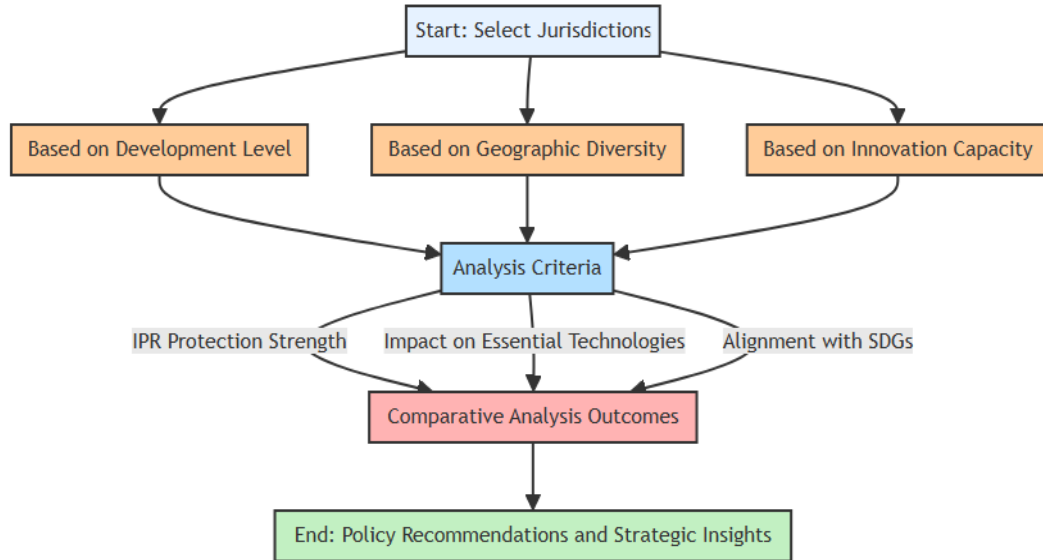 Start: Select Jurisdictions
Based on Development Level
Based on Geographic Diversity
Based on Innovation Capacity
Analysis Criteria
IPR Protection Strength
Impact on Essential Technologies
Alignment with SDGs
Comparative Analysis Outcomes
End: Policy Recommendations and Strategic Insights